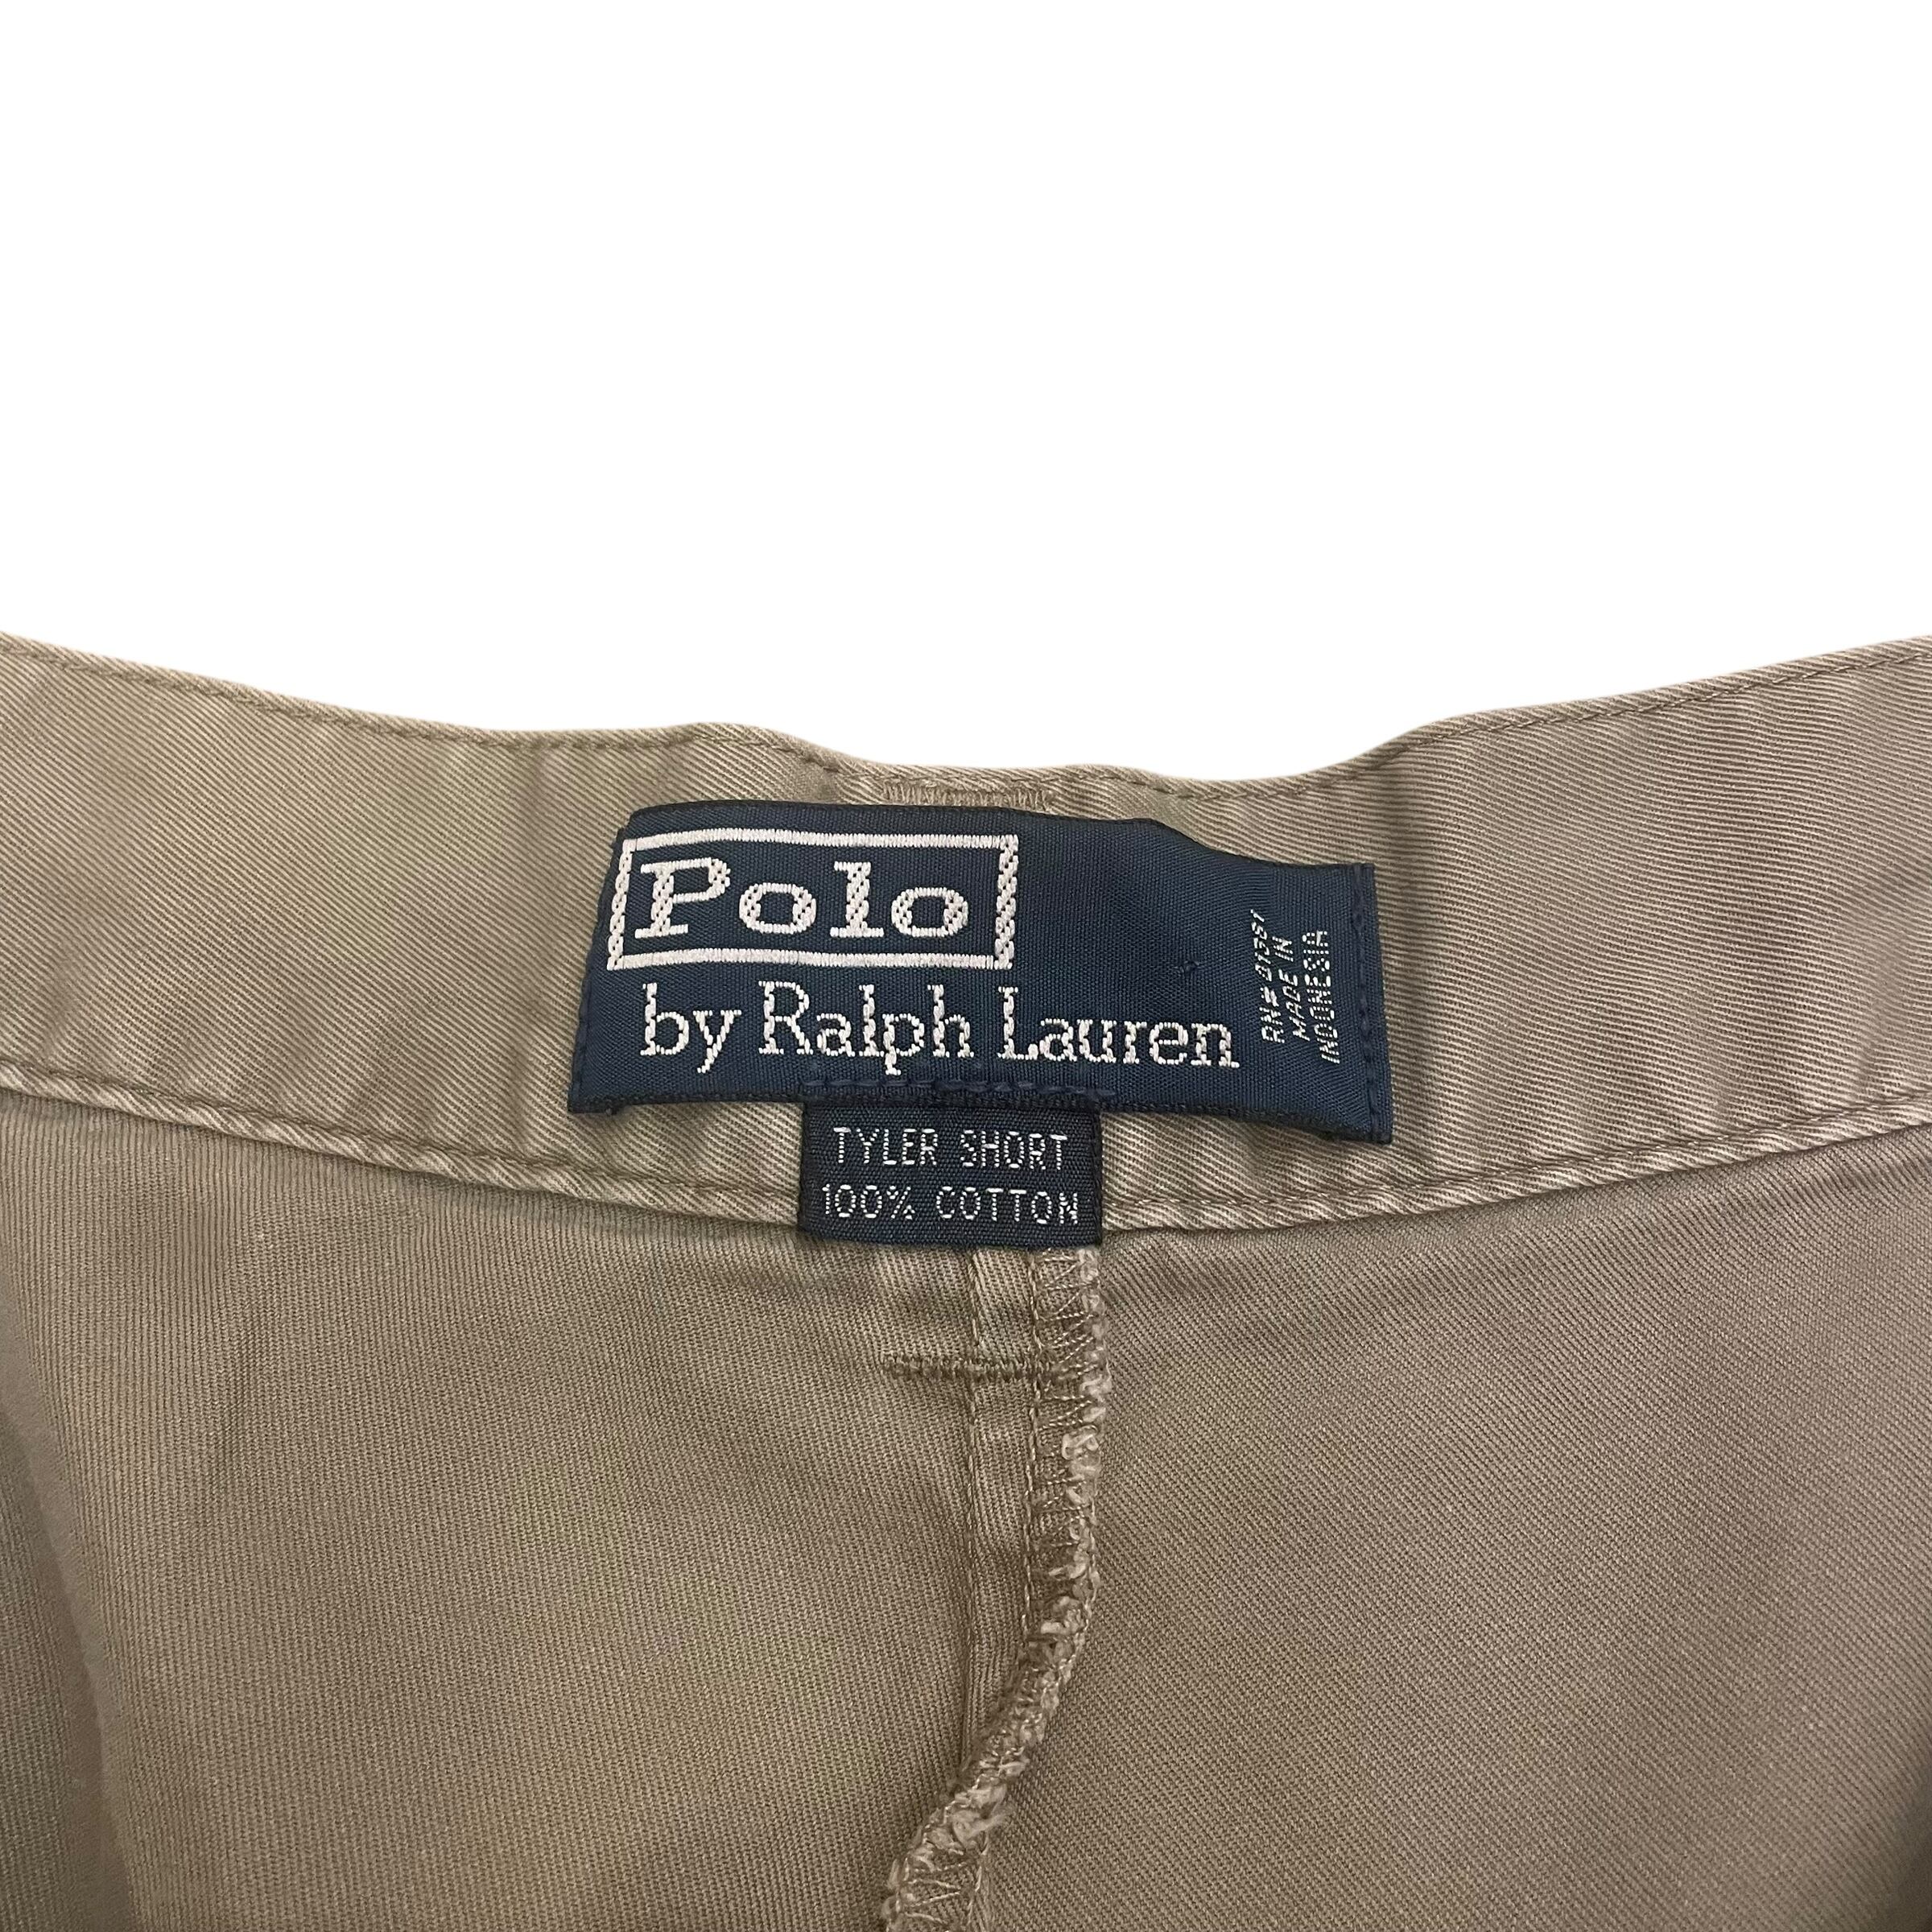 Polo
by Ralph Lauren
RN# 41381
MADE IN
INDONESIA
TYLER SHORT
100% COTTON